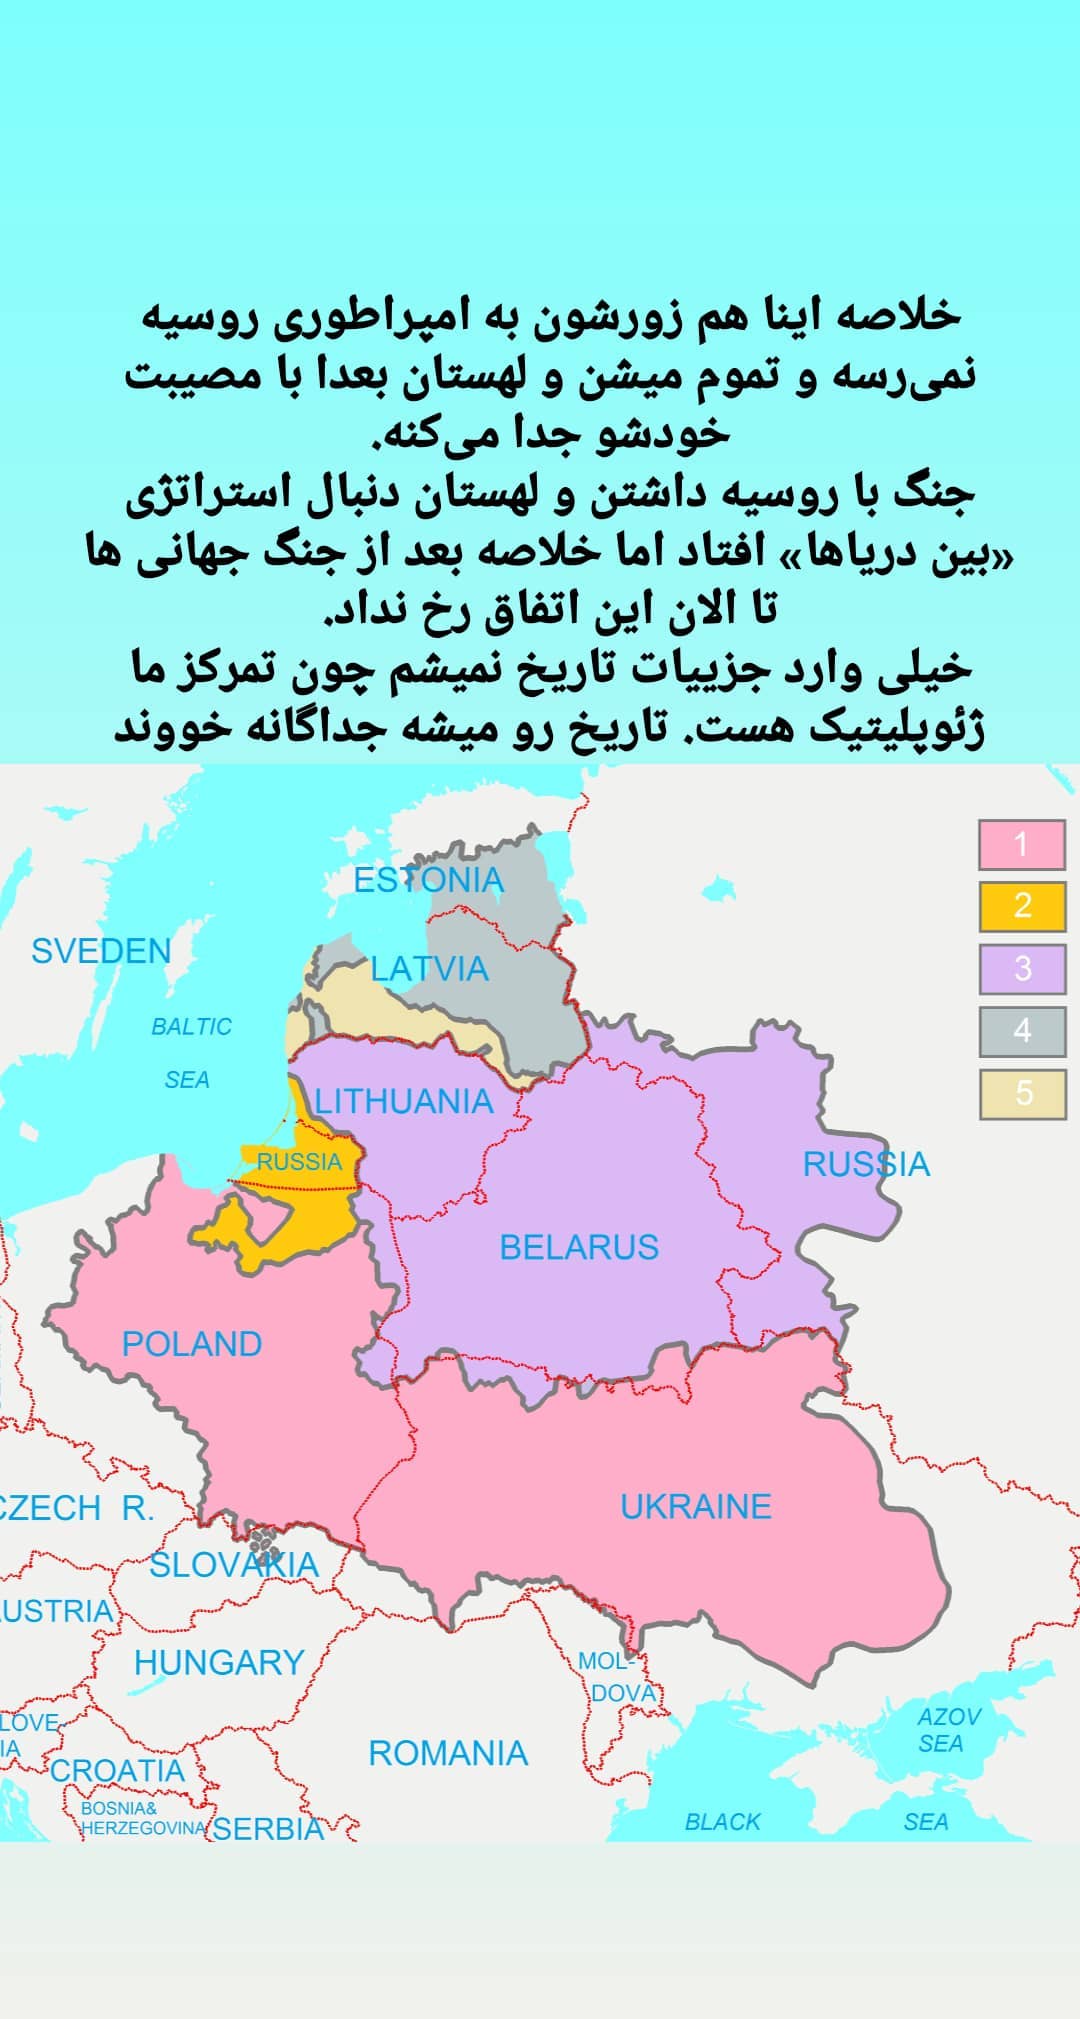 خلاصه اینا هم زورشون به امپراطوری روسیه
نمی‌رسه و تموم میشن و لهستان بعدا با مصیبت
خودشو جدا می‌کنه.
جنگ با روسیه داشتن و لهستان دنبال استراتژی
«بین دریاها» افتاد اما خلاصه بعد از جنگ جهانی ها
تا الان این اتفاق رخ نداد.
خیلی وارد جزییات تاریخ نمیشم چون تمرکز ما
ژئوپلیتیک هست. تاریخ رو میشه جداگانه خووند
1
2
3
4
5
ESTONIA
SVEDEN
LATVIA
BALTIC
SEA
LITHUANIA
RUSSIA
RUSSIA
BELARUS
POLAND
UKRAINE
CZECH R.
SLOVAKIA
USTRIA
HUNGARY
MOL-
DOVA
LOVE-
IA
AZOV
SEA
ROMANIA
CROATIA
BOSNIA&
HERZEGOVINA
SERBIA
BLACK
SEA